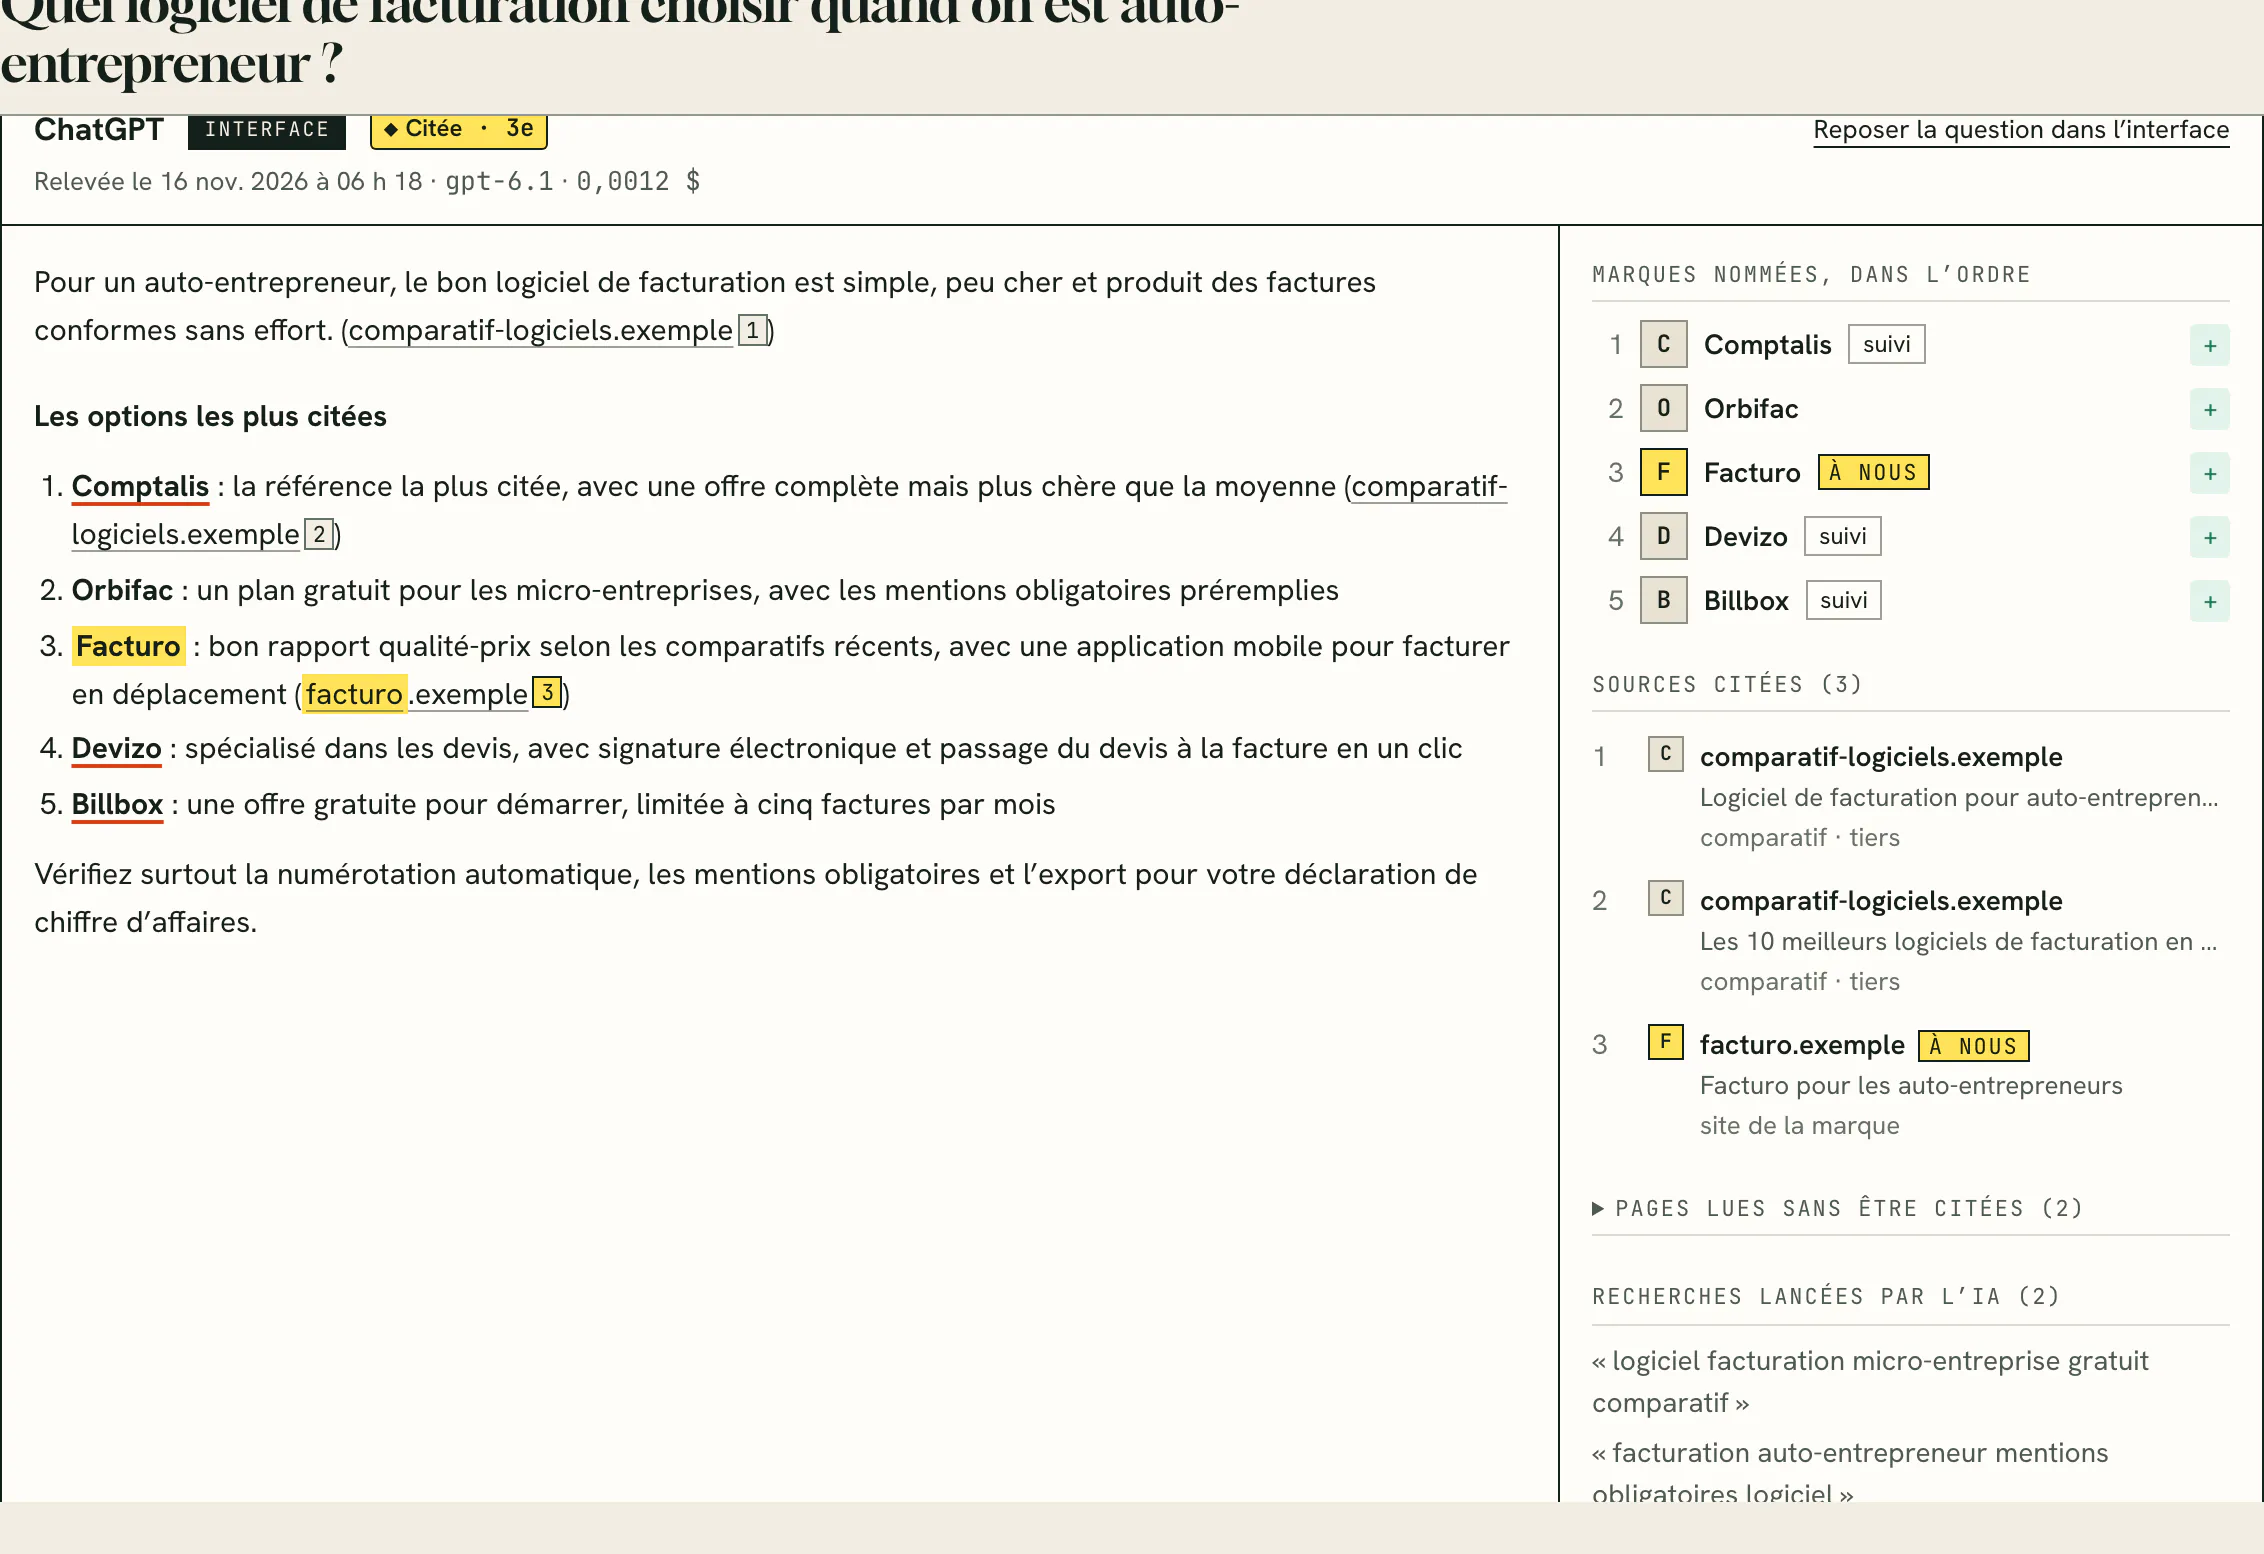 Quel logiciel de facturation choisir quand on est auto-
entrepreneur ?
ChatGPT INTERFACE ◆ Citée · 3e
Reposer la question dans l’interface
Relevée le 16 nov. 2026 à 06 h 18 · gpt-6.1 · 0,0012 $
Pour un auto-entrepreneur, le bon logiciel de facturation est simple, peu cher et produit des factures
conformes sans effort. (comparatif-logiciels.exemple 1)
Les options les plus citées
1. Comptalis : la référence la plus citée, avec une offre complète mais plus chère que la moyenne (comparatif-
logiciels.exemple 2)
2. Orbifac : un plan gratuit pour les micro-entreprises, avec les mentions obligatoires préremplies
3. Facturo : bon rapport qualité-prix selon les comparatifs récents, avec une application mobile pour facturer
en déplacement (facturo.exemple 3)
4. Devizo : spécialisé dans les devis, avec signature électronique et passage du devis à la facture en un clic
5. Billbox : une offre gratuite pour démarrer, limitée à cinq factures par mois
Vérifiez surtout la numérotation automatique, les mentions obligatoires et l’export pour votre déclaration de
chiffre d’affaires.
MARQUES NOMMÉES, DANS L’ORDRE
1 C Comptalis suivi +
2 O Orbifac +
3 F Facturo À NOUS +
4 D Devizo suivi +
5 B Billbox suivi +
SOURCES CITÉES (3)
1 C comparatif-logiciels.exemple
Logiciel de facturation pour auto-entrepren…
comparatif · tiers
2 C comparatif-logiciels.exemple
Les 10 meilleurs logiciels de facturation en …
comparatif · tiers
3 F facturo.exemple À NOUS
Facturo pour les auto-entrepreneurs
site de la marque
▶ PAGES LUES SANS ÊTRE CITÉES (2)
RECHERCHES LANCÉES PAR L’IA (2)
« logiciel facturation micro-entreprise gratuit
comparatif »
« facturation auto-entrepreneur mentions
obligatoires logiciel »